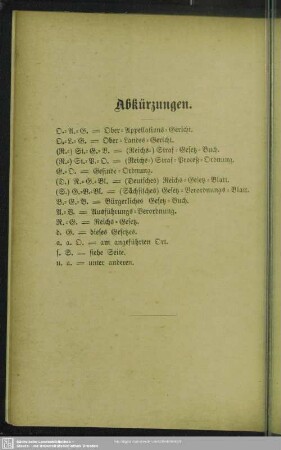 Abkürzungen.
O.-A.-G. = Ober-Appellations-Gericht.
O.-L.-G. = Ober-Landes-Gericht.
(R.-) St.-G.-B. = (Reichs-) Straf-Gesetz-Buch.
(R.-) St.-P.-O. = (Reichs-) Straf-Prozeß-Ordnung.
G.-O. = Gesinde-Ordnung.
(D.) R.-G.-Bl. = (Deutsches) Reichs-Gesetz-Blatt.
(S.) G.-V.-Bl. = (Sächsisches) Gesetz-Verordnungs-Blatt.
B.-G.-B. = Bürgerliches Gesetz-Buch.
A.-V. = Ausführungs-Verordnung.
R.-G. = Reichs-Gesetz.
d. G. = dieses Gesetzes.
a. a. O. = am angeführten Ort.
s. S. = siehe Seite.
u. a. = unter anderen.